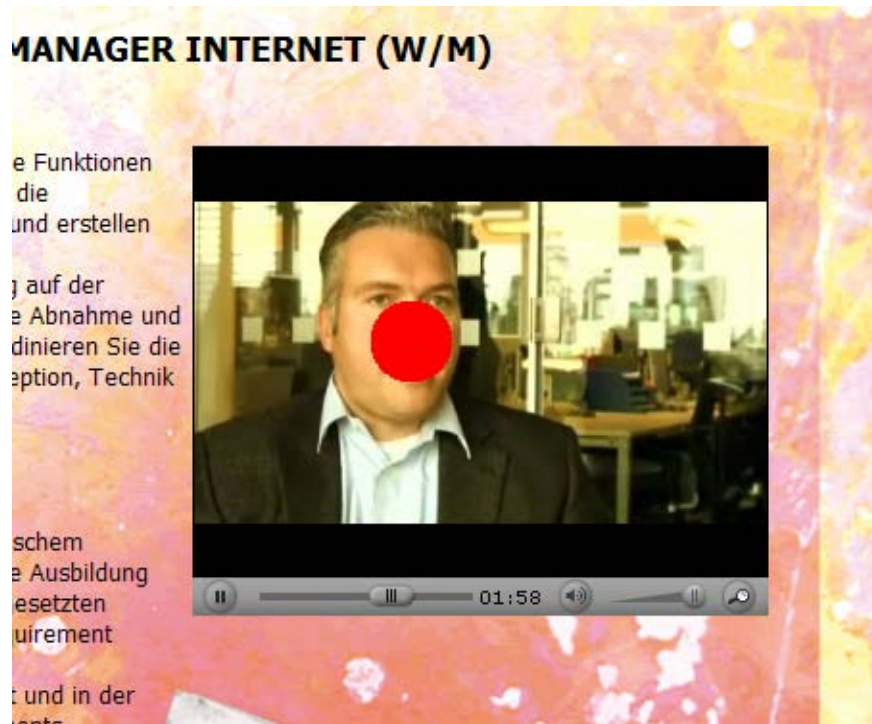 MANAGER INTERNET (W/M)
e Funktionen
die
und erstellen
g auf der
e Abnahme und
dinieren Sie die
eption, Technik
schem
e Ausbildung
esetzten
uirement
t und in der
01:58